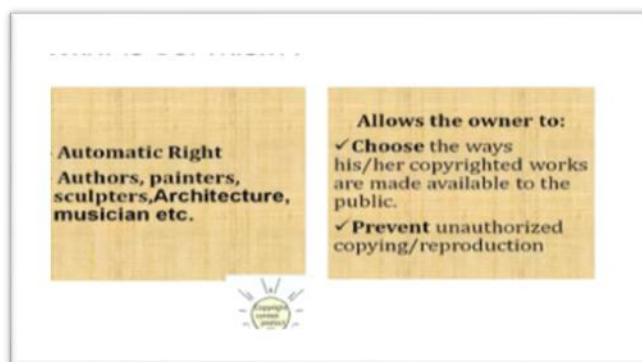 Automatic Right
Authors, painters,
sculpters,Architecture,
musician etc.
Allows the owner to:
✓Choose the ways
his/her copyrighted works
are made available to the
public.
✓Prevent unauthorized
copying/reproduction
Copyright